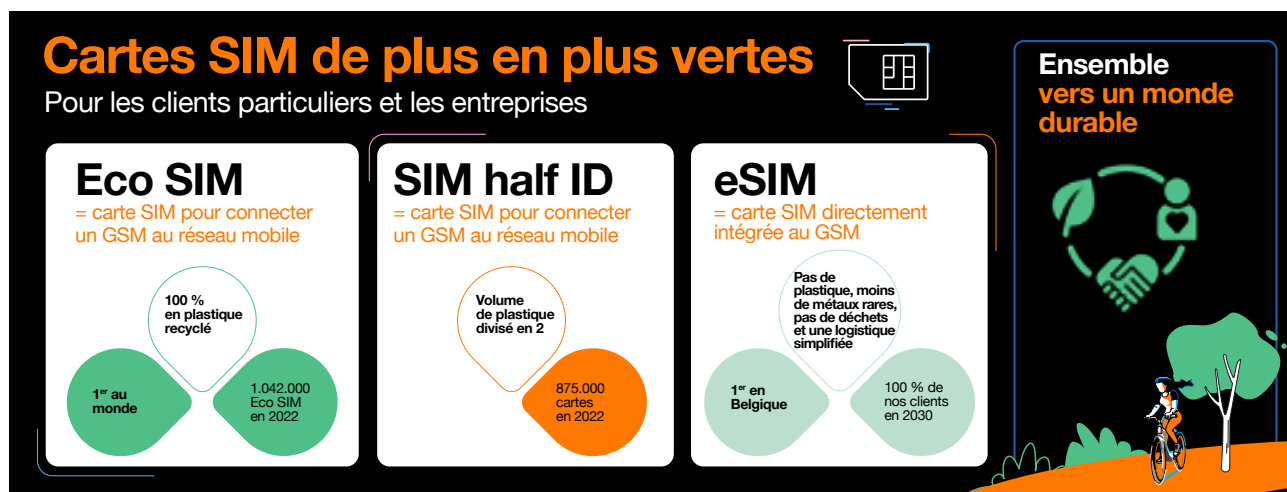 Cartes SIM de plus en plus vertes
Pour les clients particuliers et les entreprises
Eco SIM
= carte SIM pour connecter
un GSM au réseau mobile
100 %
en plastique
recyclé
1er au
monde
1.042.000
Eco SIM
en 2022
SIM half ID
= carte SIM pour connecter
un GSM au réseau mobile
Volume
de plastique
divisé en 2
875.000
cartes
en 2022
eSIM
= carte SIM directement
intégrée au GSM
Pas de
plastique, moins
de métaux rares,
pas de déchets
et une logistique
simplifiée
1er en
Belgique
100 % de
nos clients
en 2030
Ensemble
vers un monde
durable